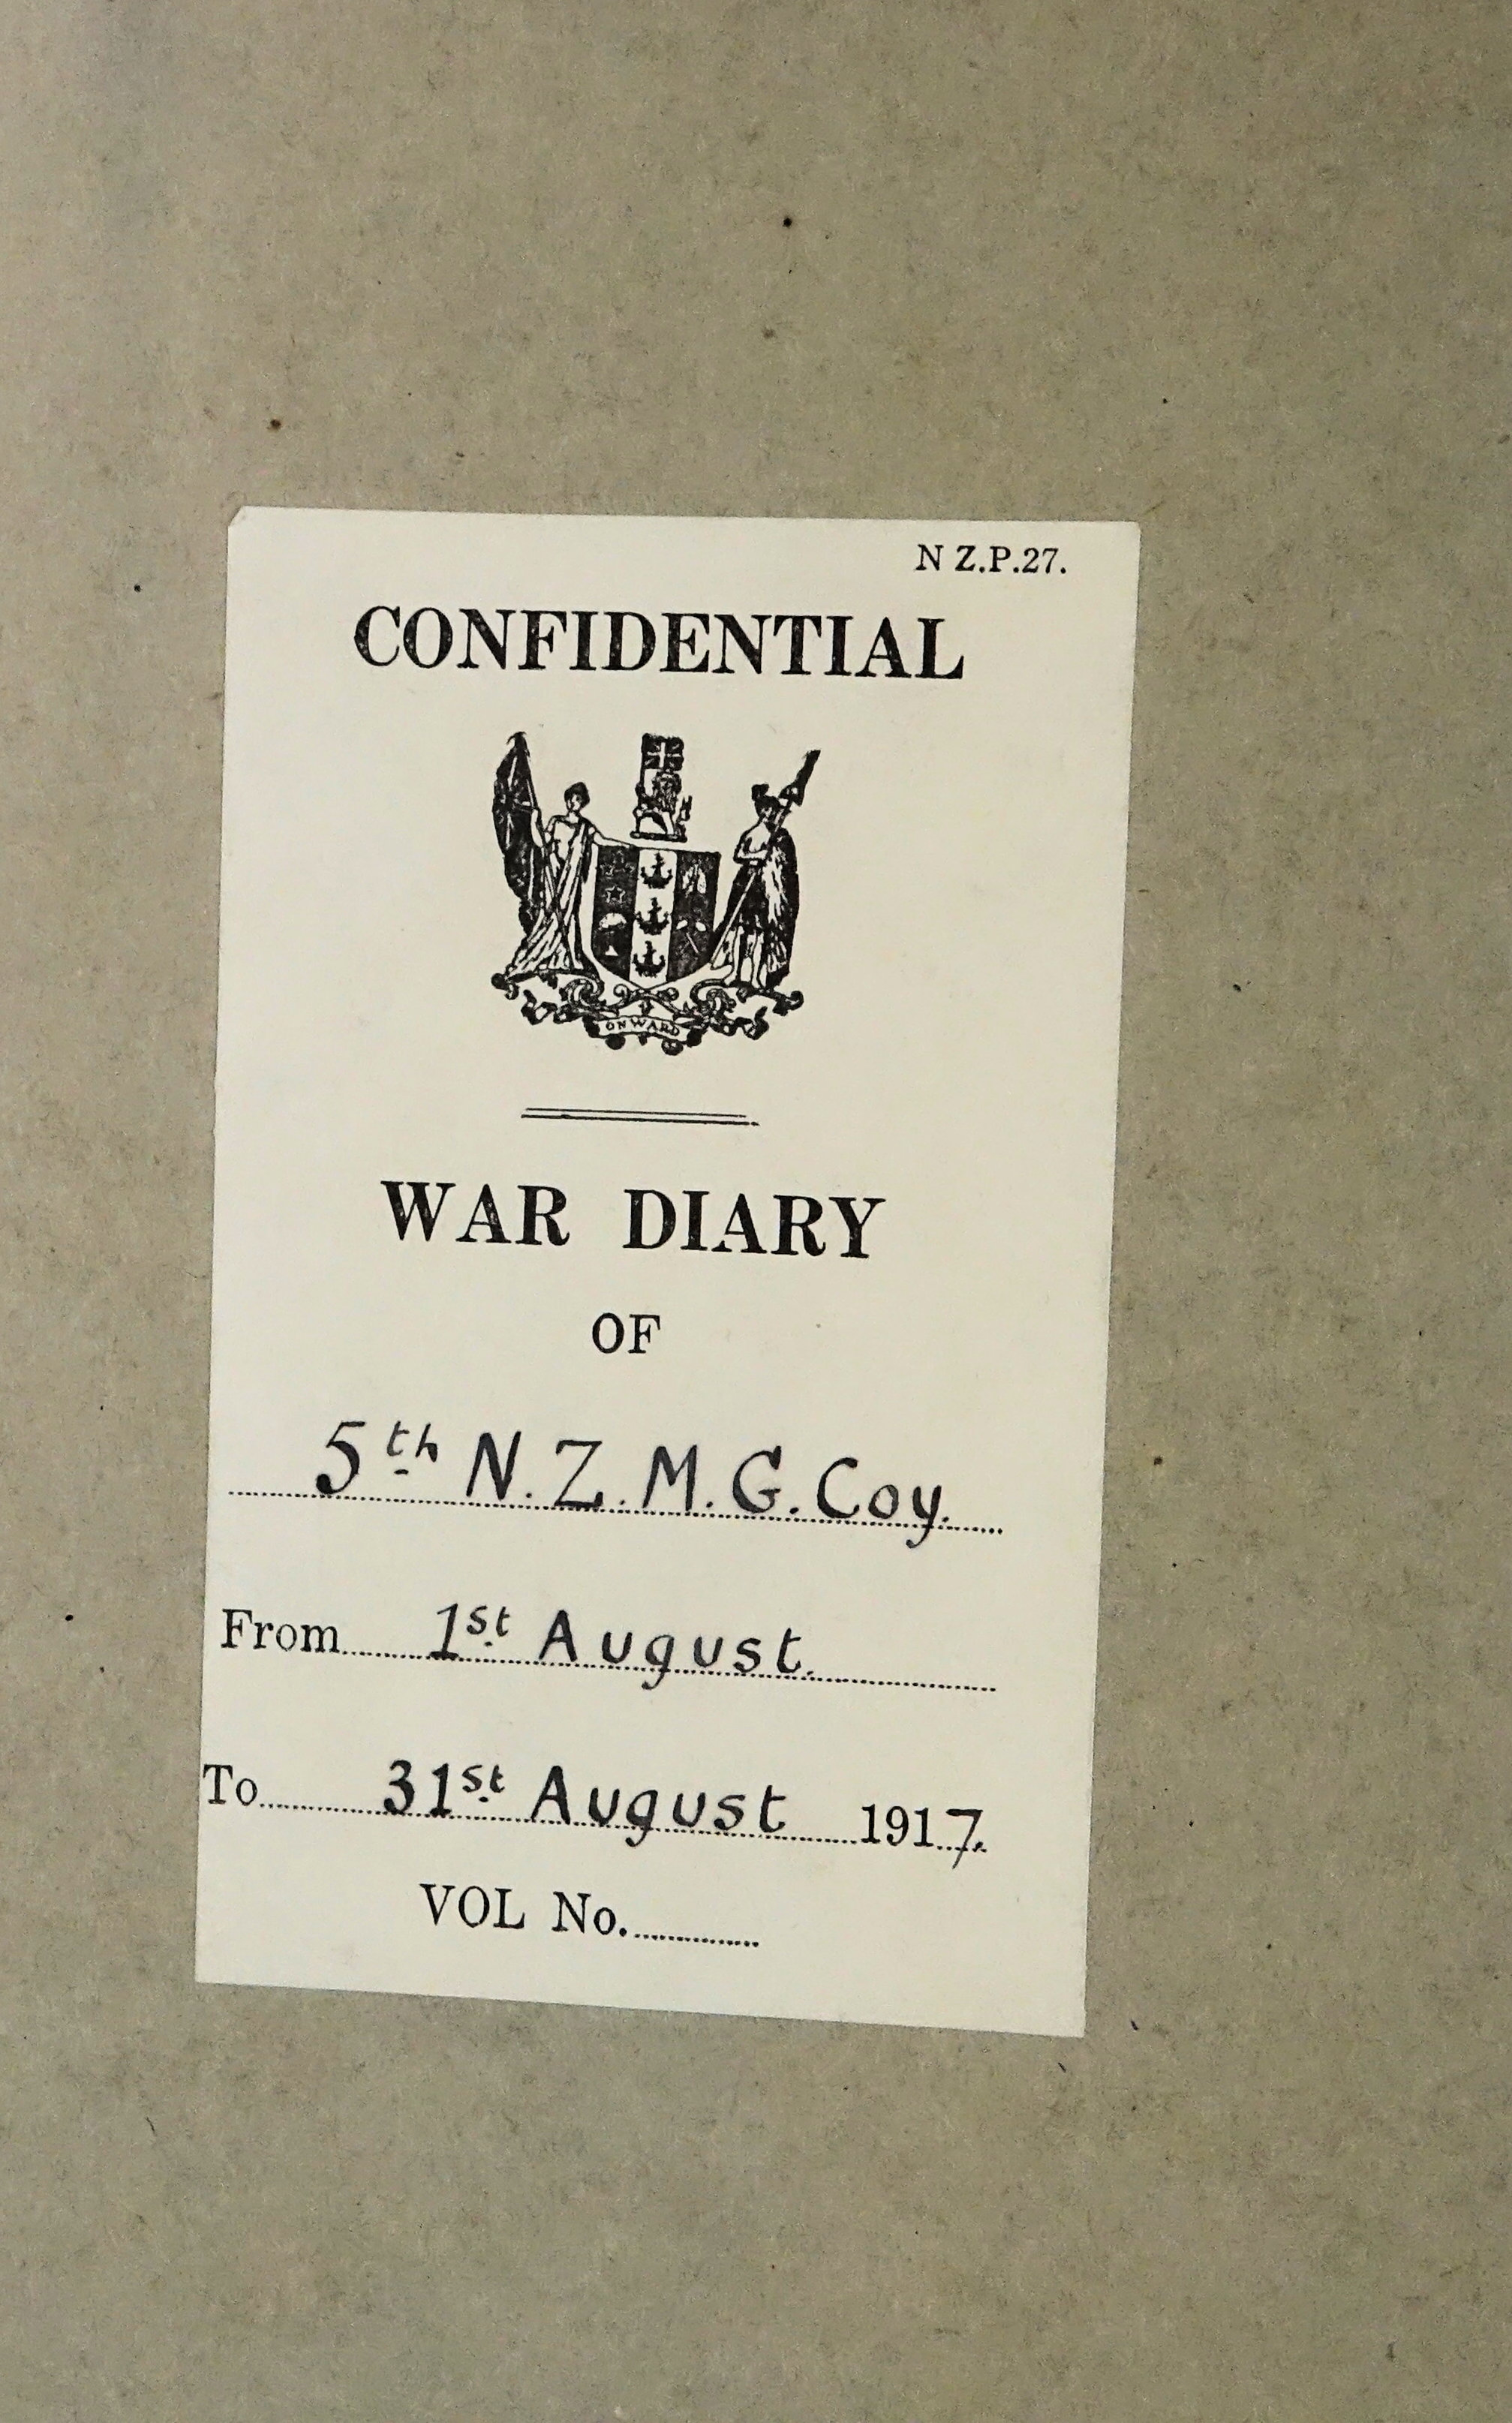 N Z.P.27.
CONFIDENTIAL
ONWARD
WAR DIARY
OF
5th N.Z.M.G.Coy.
From 1st August.
To 31st August 1917.
VOL No.